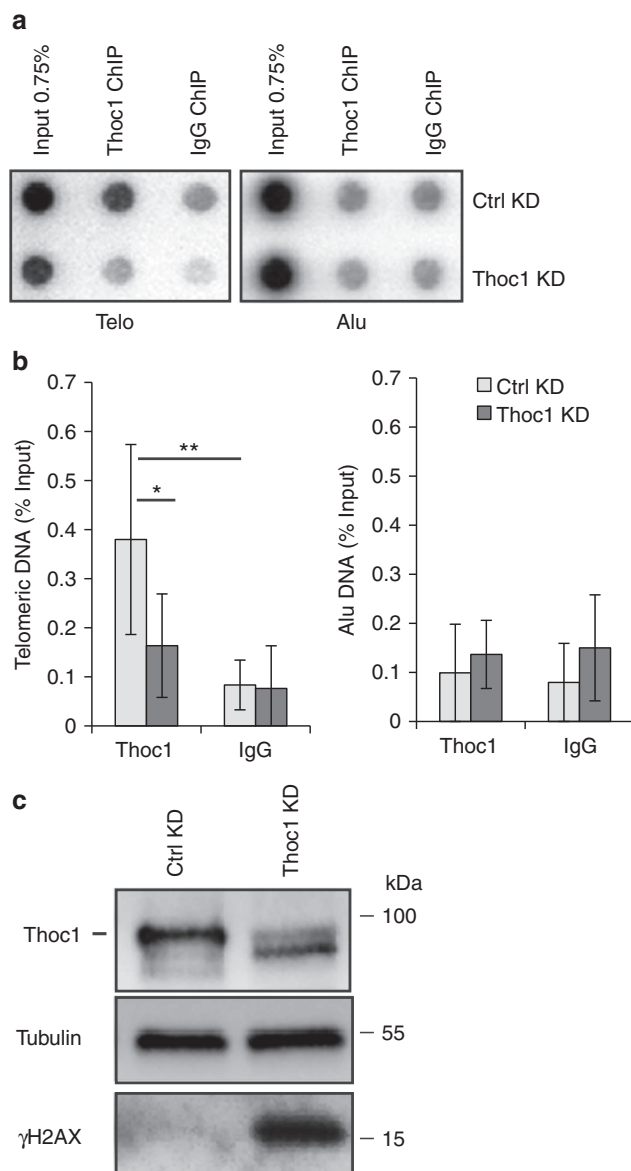 a
Input 0.75%
Thoc1 ChIP
IgG ChIP
Input 0.75%
Thoc1 ChIP
IgG ChIP
Ctrl KD
Thoc1 KD
Telo
Alu
b
Telomeric DNA (% Input)
0.7
0.6
0.5
0.4
0.3
0.2
0.1
0
**
*
Thoc1
IgG
Alu DNA (% Input)
0.7
0.6
0.5
0.4
0.3
0.2
0.1
0
Ctrl KD
Thoc1 KD
Thoc1
IgG
c
Ctrl KD
Thoc1 KD
kDa
Thoc1
100
Tubulin
55
γH2AX
15